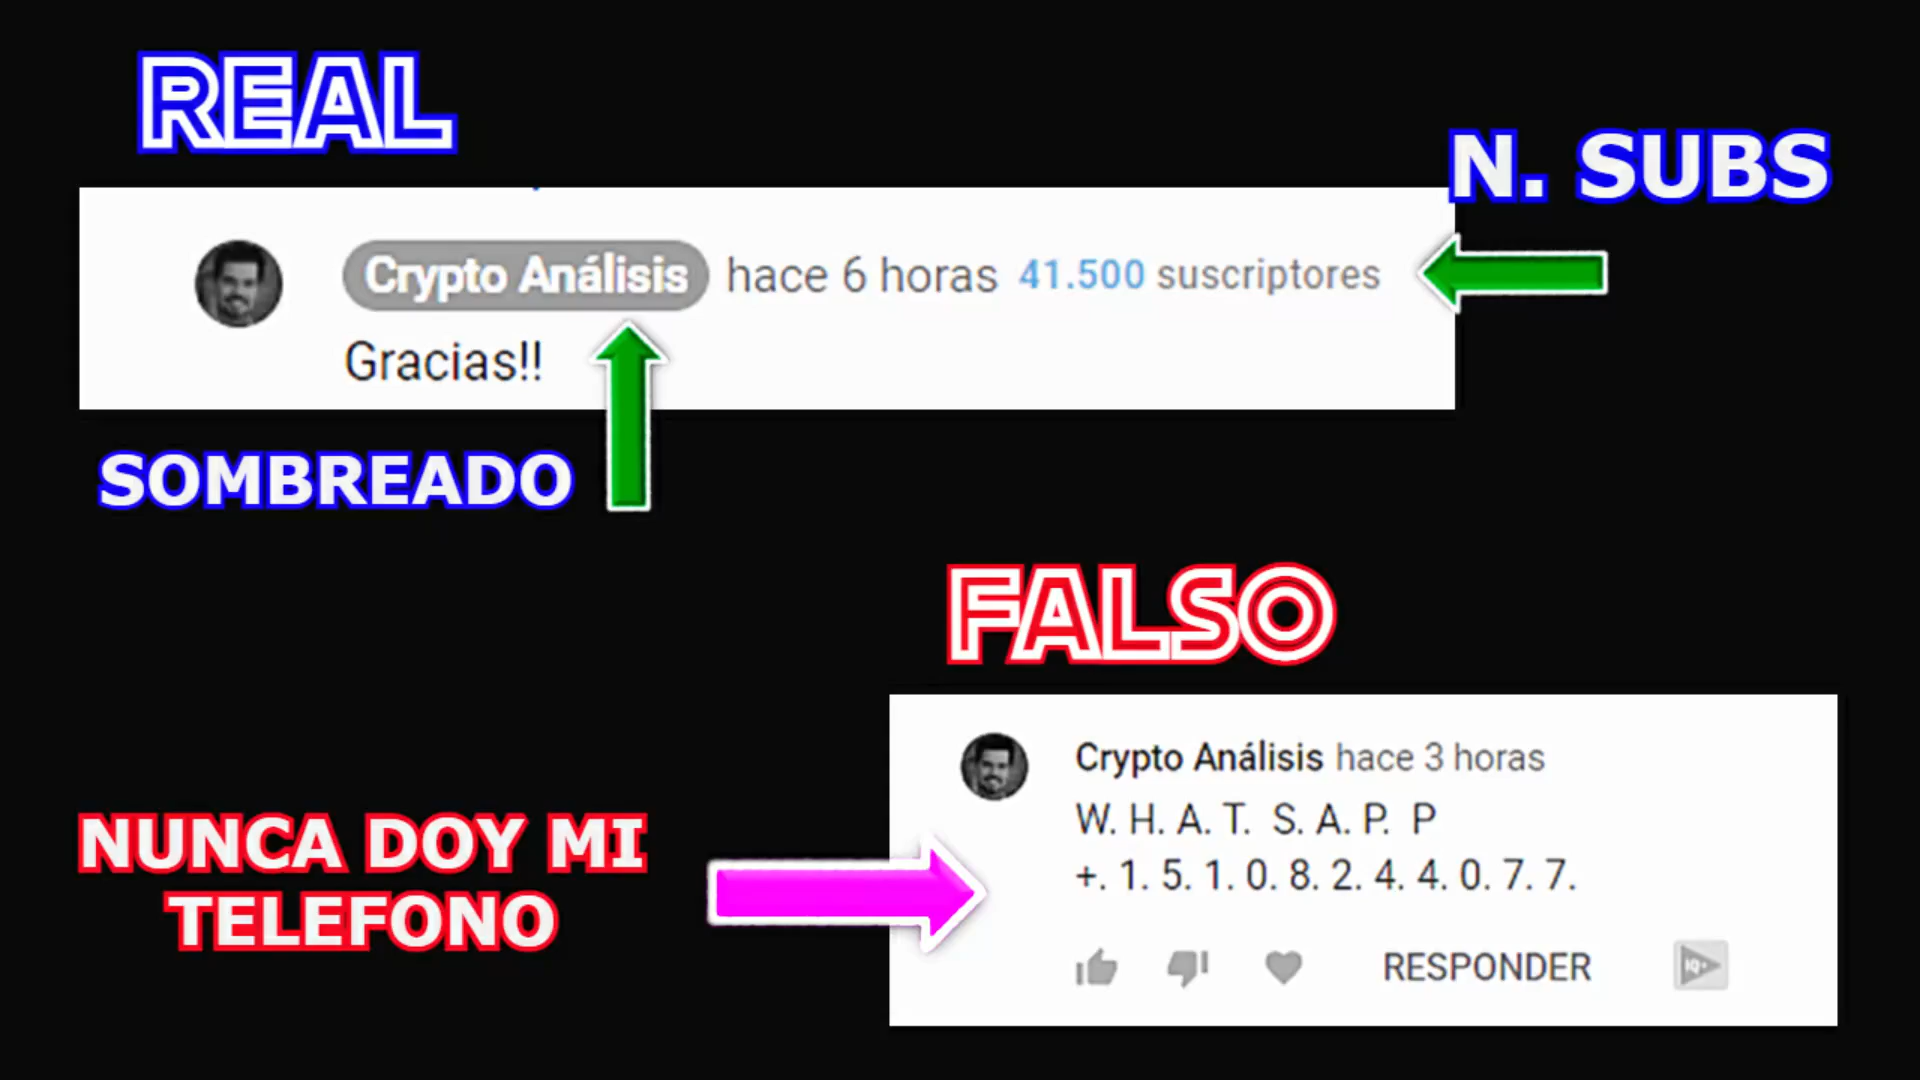 REAL
N. SUBS
Crypto Análisis hace 6 horas 41.500 suscriptores
Gracias!!
SOMBREADO
FALSO
Crypto Análisis hace 3 horas
W. H. A. T. S. A. P. P
+. 1. 5. 1. 0. 8. 2. 4. 4. 0. 7. 7.
NUNCA DOY MI
TELEFONO
RESPONDER
IQ+